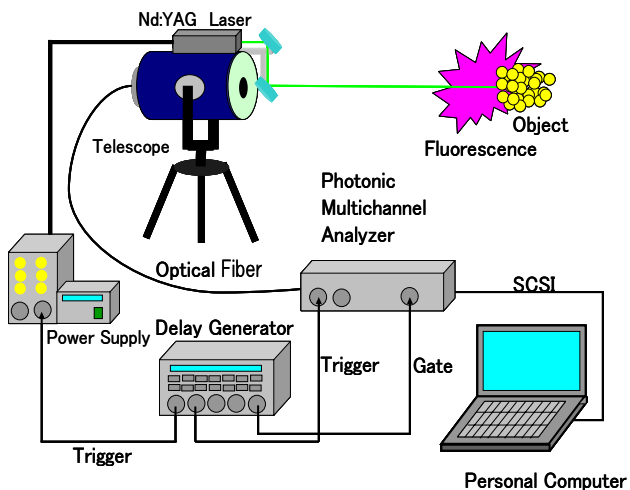 Nd:YAG Laser
Telescope
Object
Fluorescence
Photonic
Multichannel
Analyzer
Optical Fiber
SCSI
Power Supply
Delay Generator
Trigger
Gate
Trigger
Personal Computer